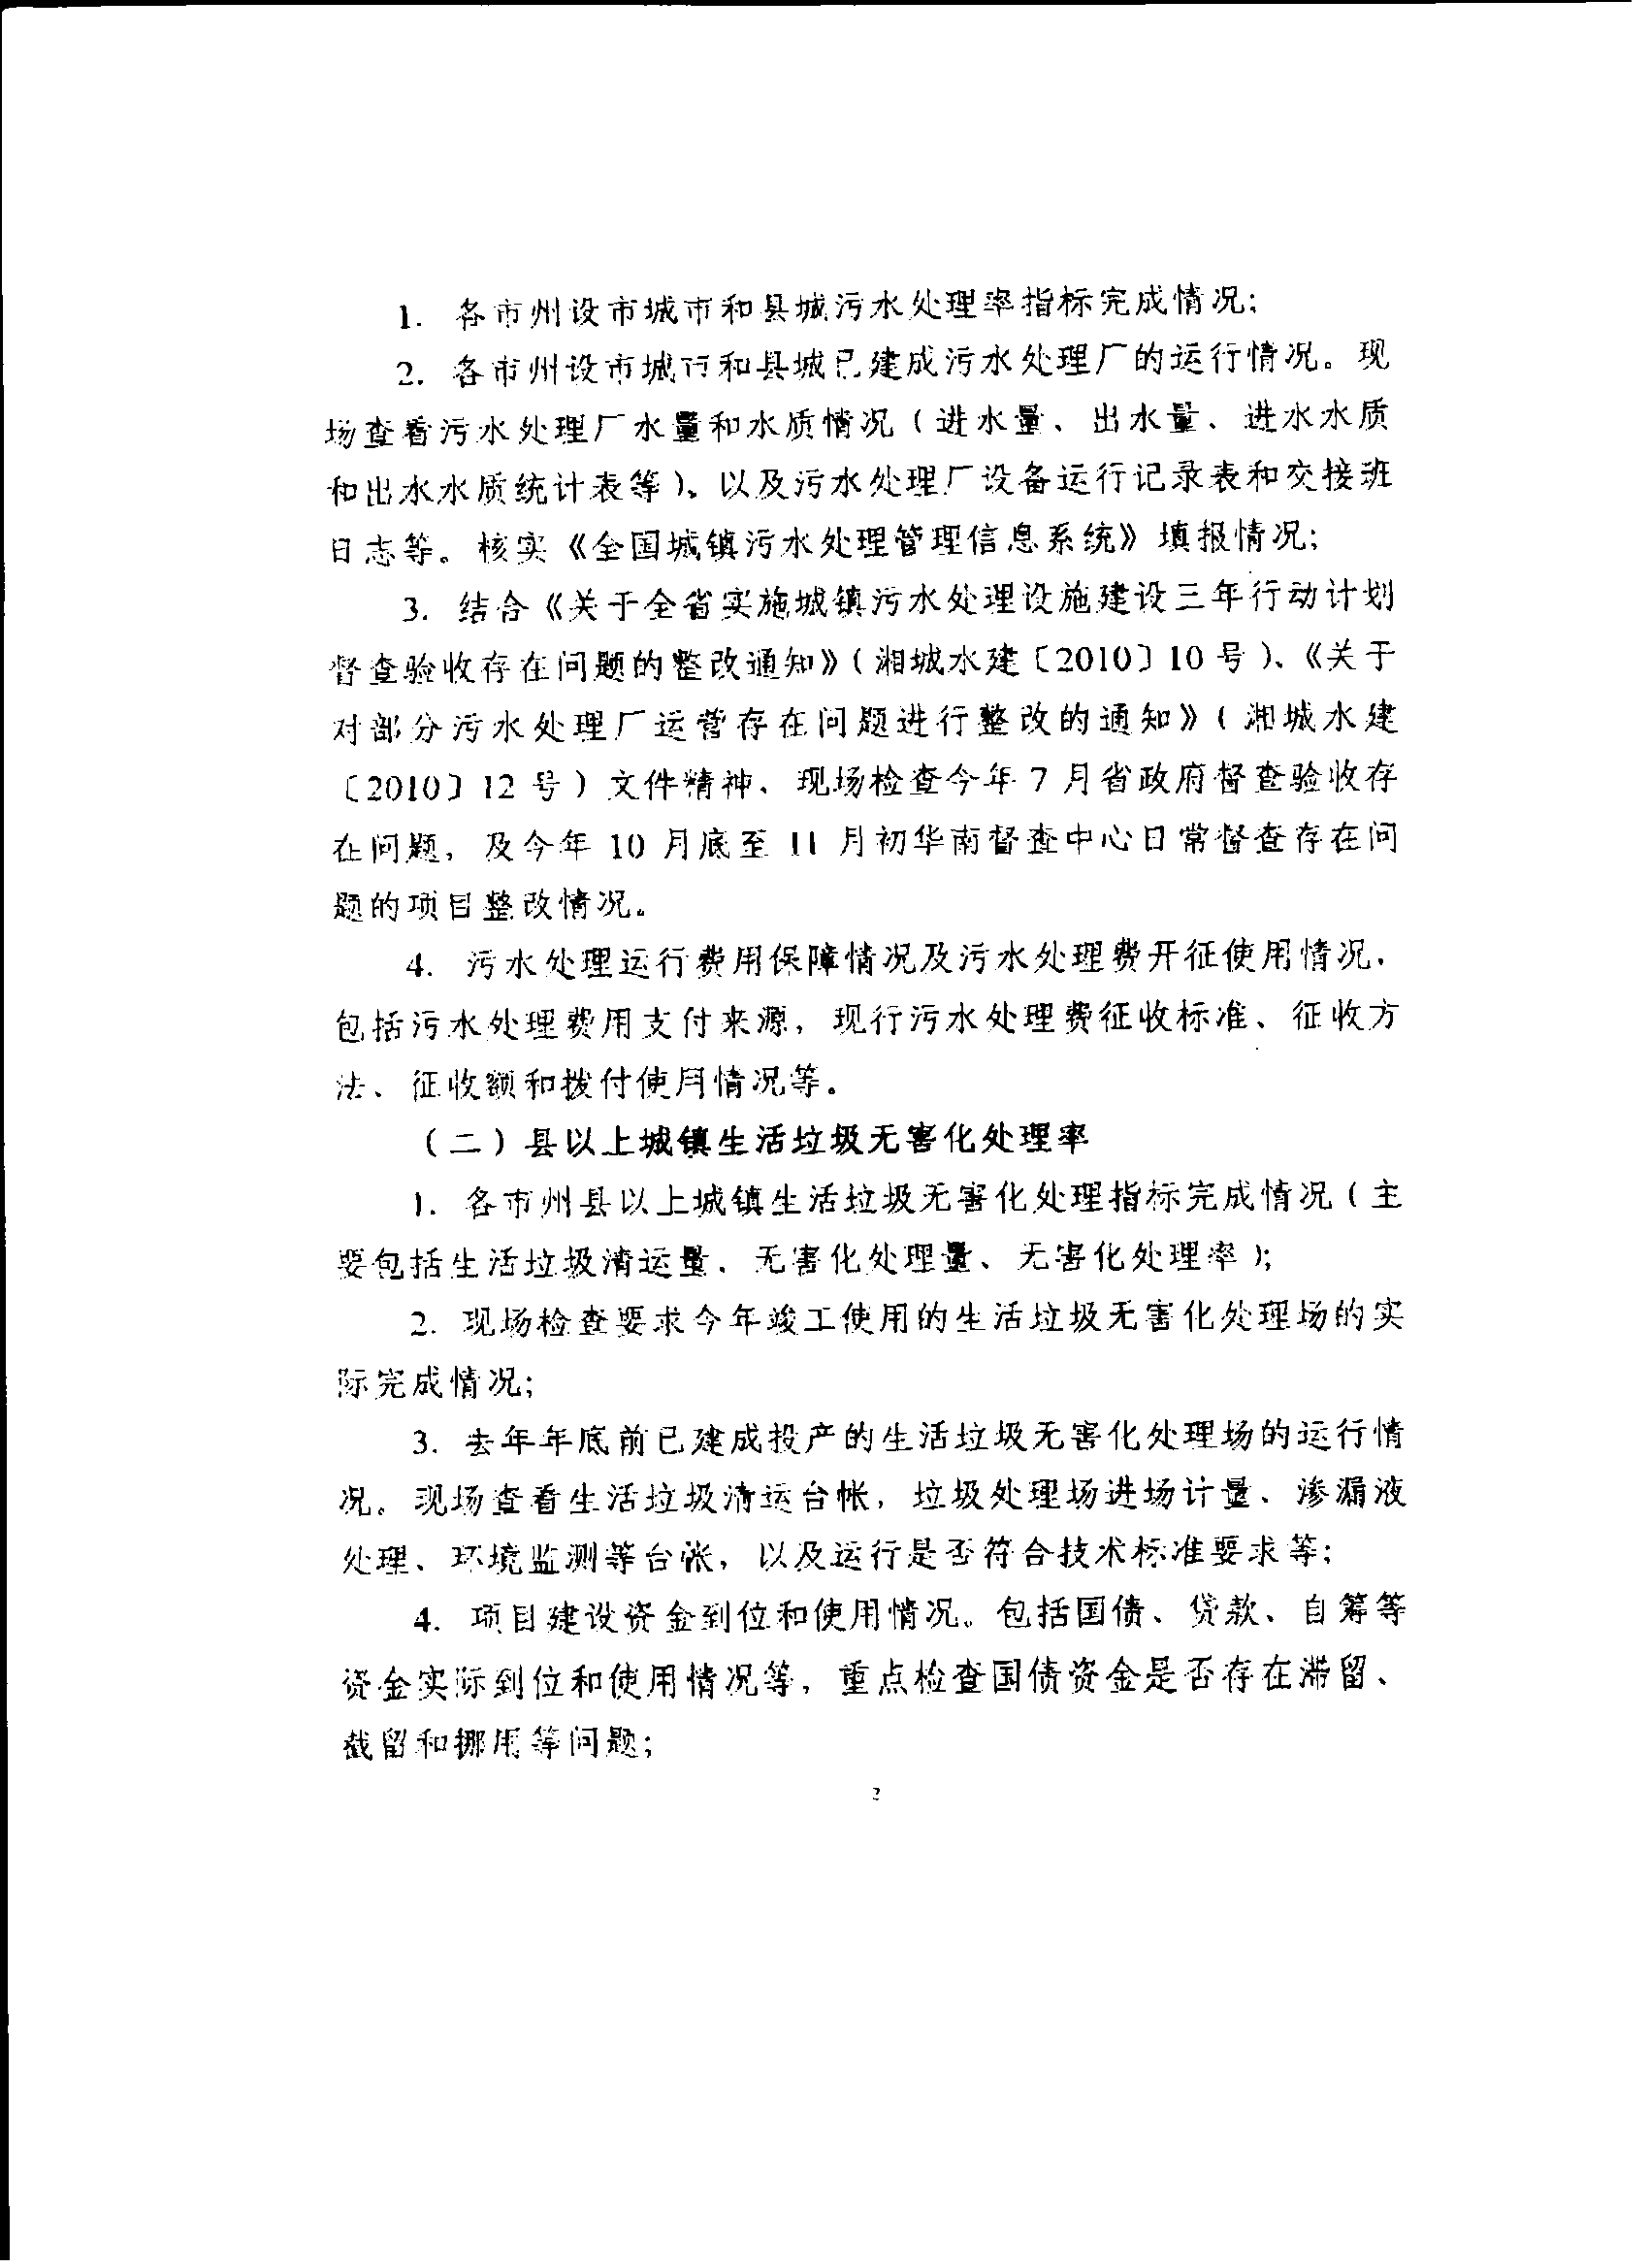 1. 各市州设市城市和县城污水处理率指标完成情况;
2. 各市州设市城市和县城已建成污水处理厂的运行情况。现
场查看污水处理厂水量和水质情况（进水量、出水量、进水水质
和出水水质统计表等）、以及污水处理厂设备运行记录表和交接班
日志等。核实《全国城镇污水处理管理信息系统》填报情况;
3. 结合《关于全省实施城镇污水处理设施建设三年行动计划
督查验收存在问题的整改通知》（湘城水建〔2010〕10 号）、《关于
对部分污水处理厂运营存在问题进行整改的通知》（湘城水建
〔2010〕12 号）文件精神、现场检查今年 7 月省政府督查验收存
在问题，及今年 10 月底至 11 月初华南督查中心日常督查存在问
题的项目整改情况。
4. 污水处理运行费用保障情况及污水处理费开征使用情况，
包括污水处理费用支付来源，现行污水处理费征收标准、征收方
法、征收额和拨付使用情况等。
（二）县以上城镇生活垃圾无害化处理率
1. 各市州县以上城镇生活垃圾无害化处理指标完成情况（主
要包括生活垃圾清运量、无害化处理量、无害化处理率）;
2. 现场检查要求今年竣工使用的生活垃圾无害化处理场的实
际完成情况;
3. 去年年底前已建成投产的生活垃圾无害化处理场的运行情
况。现场查看生活垃圾清运台帐，垃圾处理场进场计量、渗漏液
处理、环境监测等台张，以及运行是否符合技术标准要求等;
4. 项目建设资金到位和使用情况。包括国债、贷款、自筹等
资金实际到位和使用情况等，重点检查国债资金是否存在滞留、
截留和挪用等问题;
2